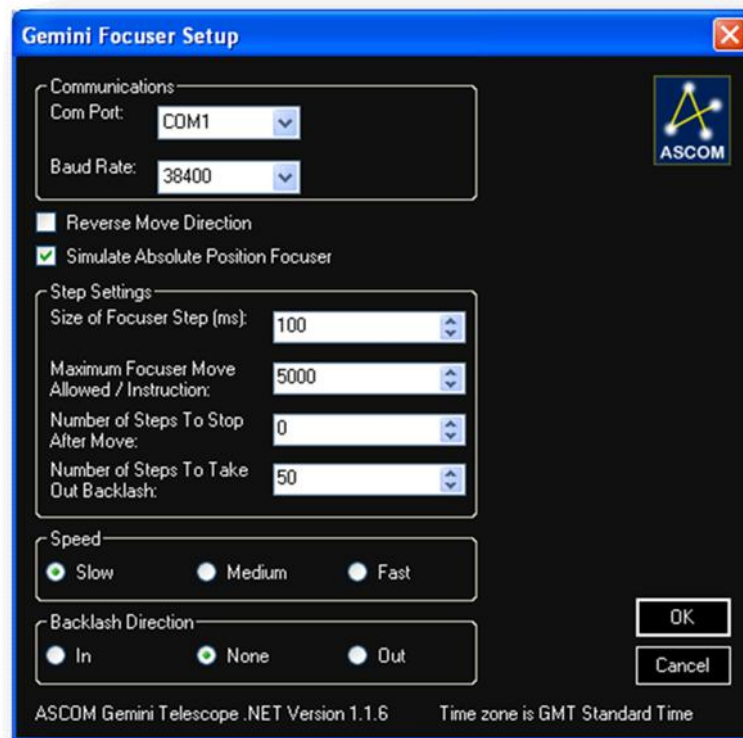 Gemini Focuser Setup
Communications
Com Port:
COM1
Baud Rate:
38400
ASCOM
Reverse Move Direction
Simulate Absolute Position Focuser
Step Settings
Size of Focuser Step (ms):
100
Maximum Focuser Move
Allowed / Instruction:
5000
Number of Steps To Stop
After Move:
0
Number of Steps To Take
Out Backlash:
50
Speed
Slow Medium Fast
Backlash Direction
In None Out
OK
Cancel
ASCOM Gemini Telescope .NET Version 1.1.6 Time zone is GMT Standard Time